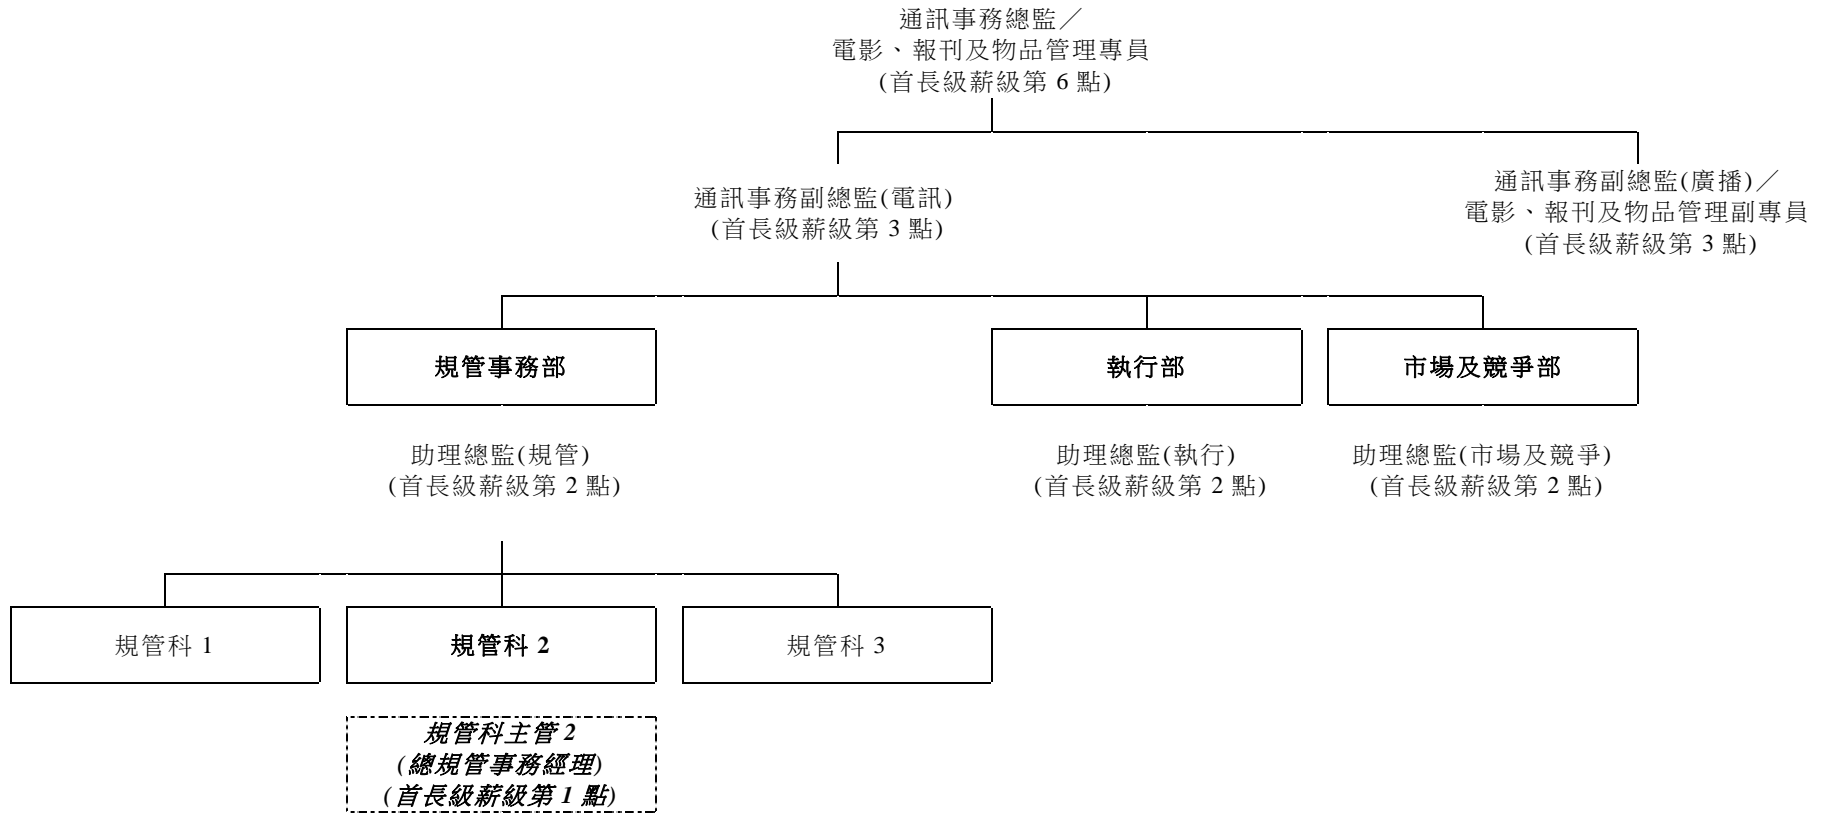 通訊事務總監／
電影、報刊及物品管理專員
(首長級薪級第 6 點)
通訊事務副總監(電訊)
(首長級薪級第 3 點)
通訊事務副總監(廣播)／
電影、報刊及物品管理副專員
(首長級薪級第 3 點)
規管事務部
執行部
市場及競爭部
助理總監(規管)
(首長級薪級第 2 點)
助理總監(執行)
(首長級薪級第 2 點)
助理總監(市場及競爭)
(首長級薪級第 2 點)
規管科 1
規管科 2
規管科 3
規管科主管 2
(總規管事務經理)
(首長級薪級第 1 點)